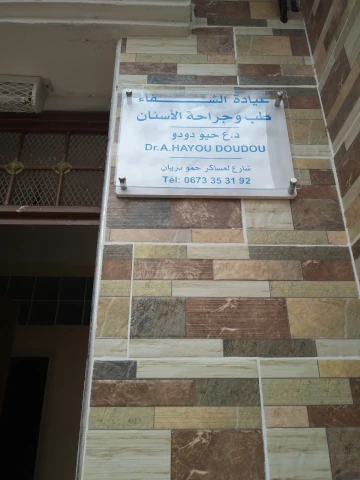 عيادة الشفاء
طب وجراحة الأسنان
د.ع حيو دودو
Dr.A.HAYOU DOUDOU
شارع لعساكر حمو بريان
Tél: 0673 35 31 92